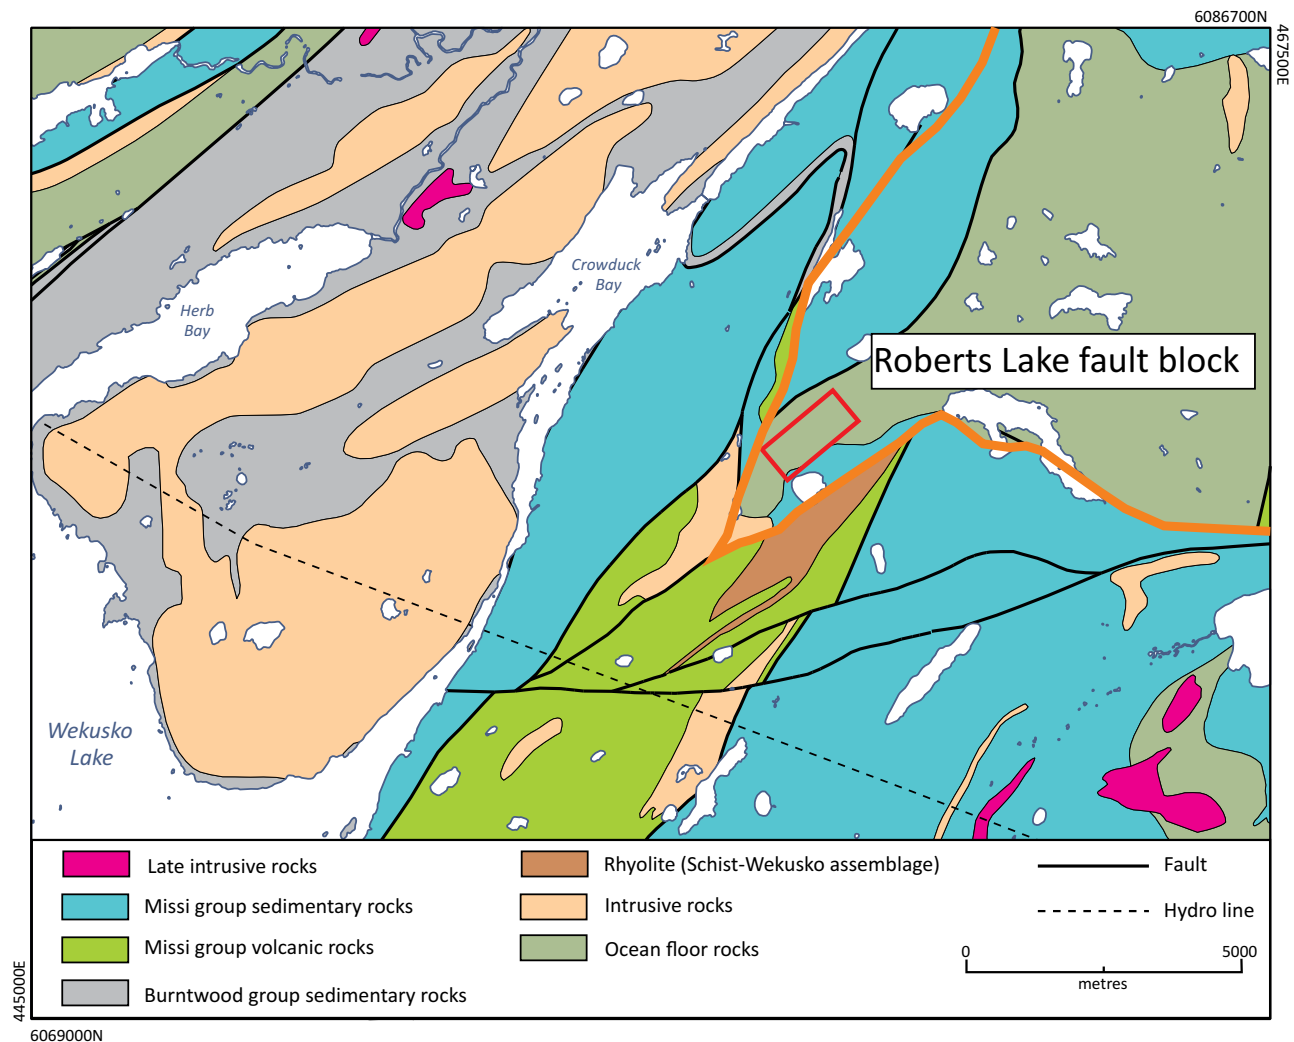 6086700N
467500E
Crowduck
Bay
Herb
Bay
Roberts Lake fault block
Wekusko
Lake
Late intrusive rocks
Missi group sedimentary rocks
Missi group volcanic rocks
Burntwood group sedimentary rocks
Rhyolite (Schist-Wekusko assemblage)
Intrusive rocks
Ocean floor rocks
Fault
Hydro line
0 5000
metres
445000E
6069000N